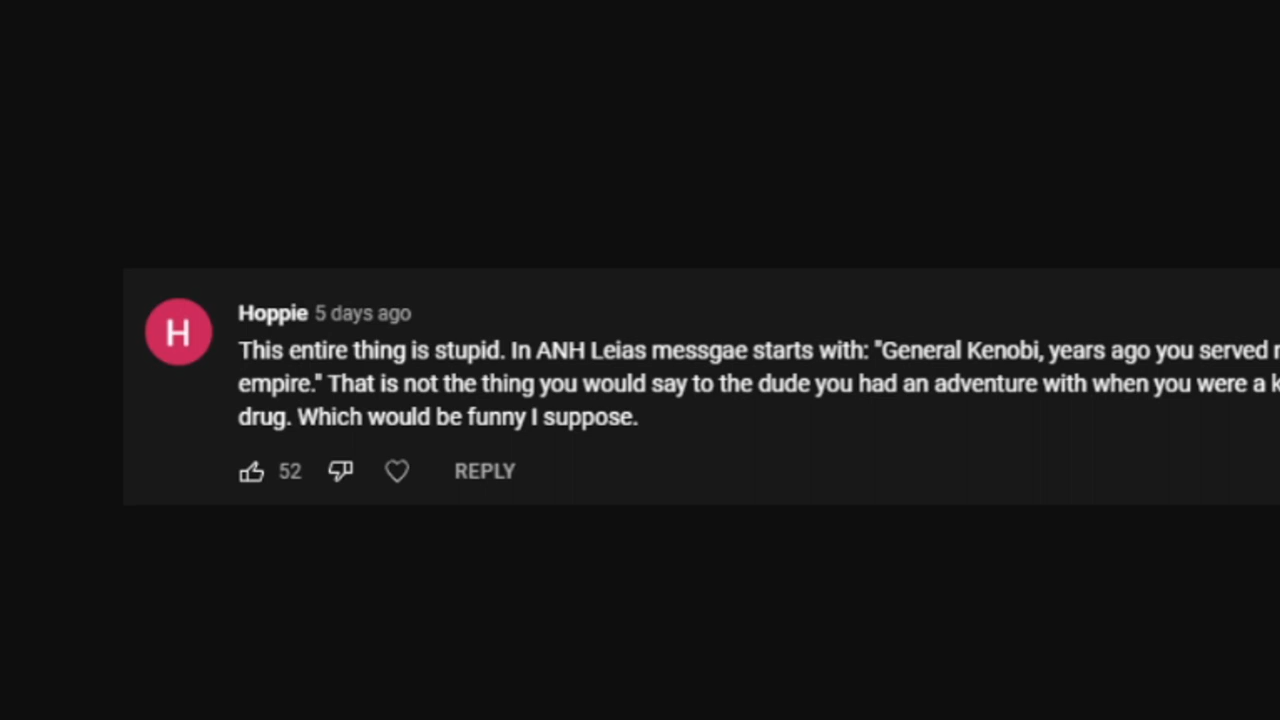 H
Hoppie 5 days ago
This entire thing is stupid. In ANH Leias messgae starts with: "General Kenobi, years ago you served
empire." That is not the thing you would say to the dude you had an adventure with when you were a
drug. Which would be funny I suppose.
52 REPLY